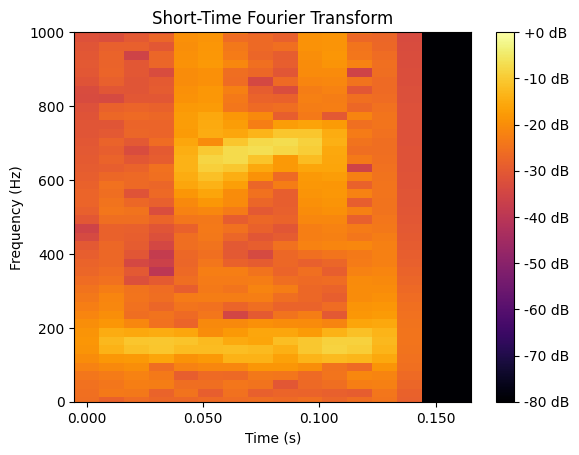 Short-Time Fourier Transform
Frequency (Hz)
1000
800
600
400
200
0
0.000
0.050
0.100
0.150
Time (s)
+0 dB
-10 dB
-20 dB
-30 dB
-40 dB
-50 dB
-60 dB
-70 dB
-80 dB